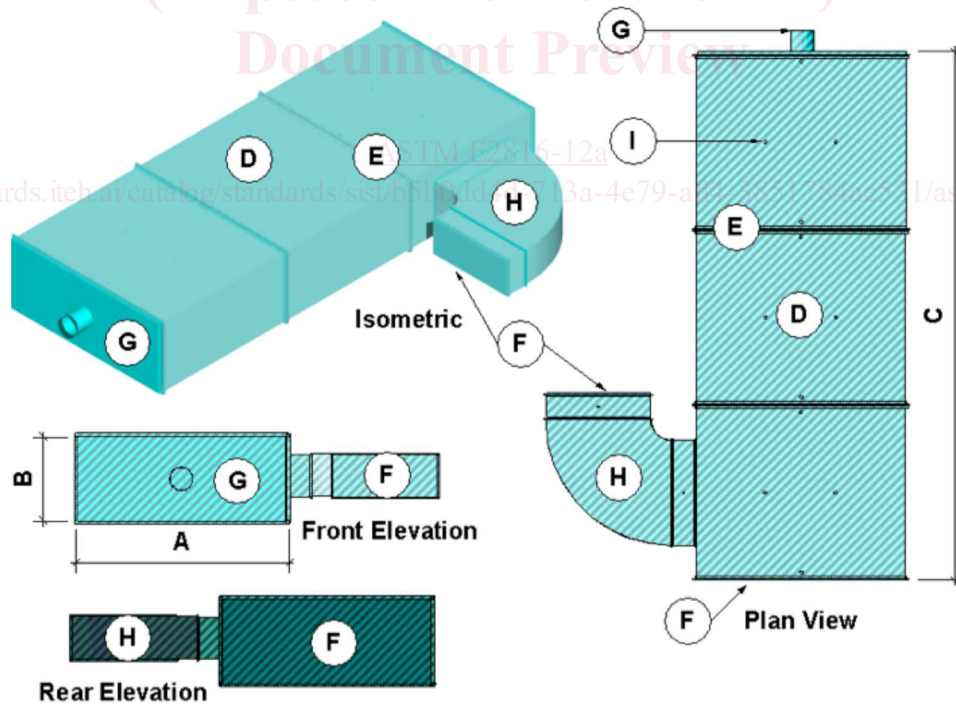 Document Preview
G
ASTM F2816-12a
I
D
E
H
E
Isometric
D
C
G
F
H
B
G
F
Front Elevation
A
H
F
F
Plan View
Rear Elevation